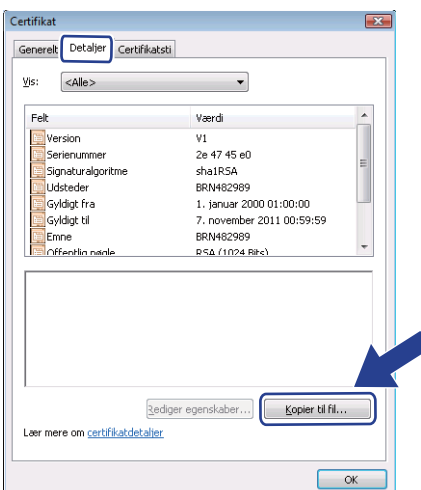 Certifikat
Generelt Detaljer Certifikatsti
Vis: <Alle>
Felt Værdi
Version V1
Serienummer 2e 47 45 e0
Signaturalgoritme sha1RSA
Udsteder BRN482989
Gyldigt fra 1. januar 2000 01:00:00
Gyldigt til 7. november 2011 00:59:59
Emne BRN482989
Offentlig nøgle RSA (1024 Bits)
Rediger egenskaber... Kopier til fil...
Lær mere om certifikatdetaljer
OK